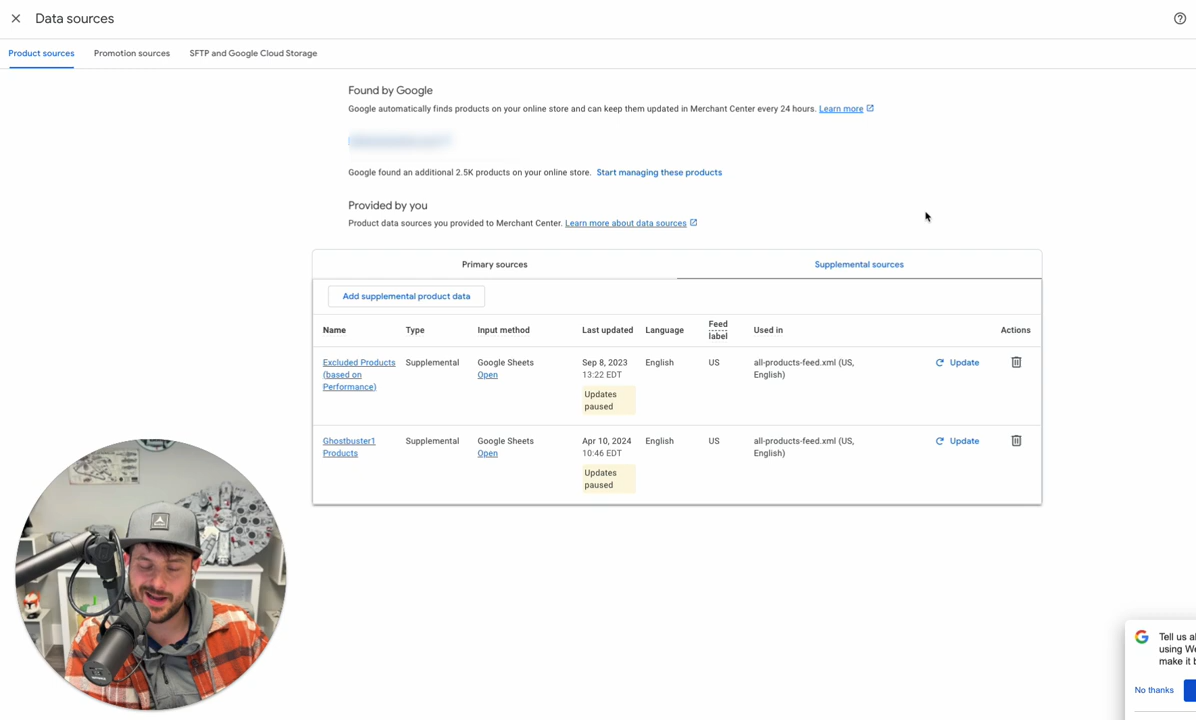 Data sources
Product sources
Promotion sources
SFTP and Google Cloud Storage
Found by Google
Google automatically finds products on your online store and can keep them updated in Merchant Center every 24 hours. Learn more
Google found an additional 2.5K products on your online store. Start managing these products
Provided by you
Product data sources you provided to Merchant Center. Learn more about data sources
Primary sources
Supplemental sources
Add supplemental product data
Name
Type
Input method
Last updated
Language
Feed
label
Used in
Actions
Excluded Products
(based on
Performance)
Supplemental
Google Sheets
Open
Sep 8, 2023
13:22 EDT
Updates
paused
English
US
all-products-feed.xml (US,
English)
Update
Ghostbuster1
Products
Supplemental
Google Sheets
Open
Apr 10, 2024
10:46 EDT
Updates
paused
English
US
all-products-feed.xml (US,
English)
Update
Tell us
using
make it
No thanks